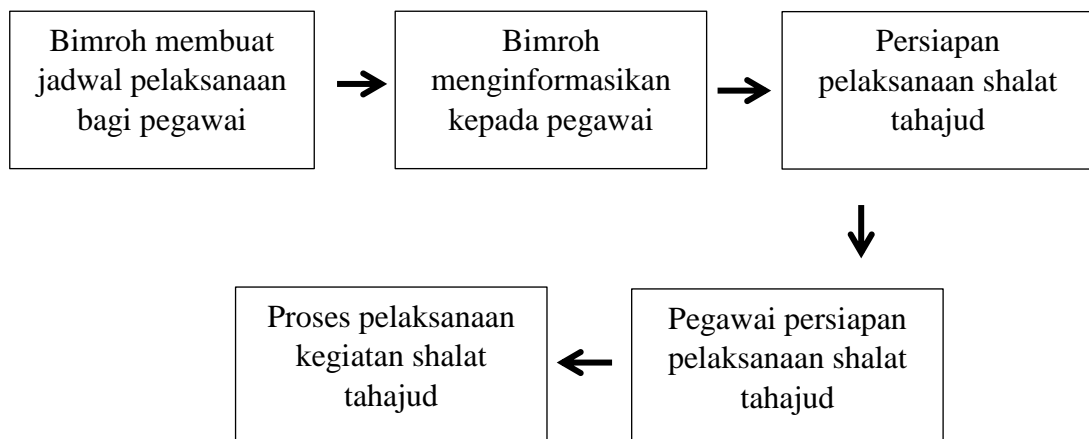 Bimroh membuat
jadwal pelaksanaan
bagi pegawai
Bimroh
menginformasikan
kepada pegawai
Persiapan
pelaksanaan shalat
tahajud
Pegawai persiapan
pelaksanaan shalat
tahajud
Proses pelaksanaan
kegiatan shalat
tahajud